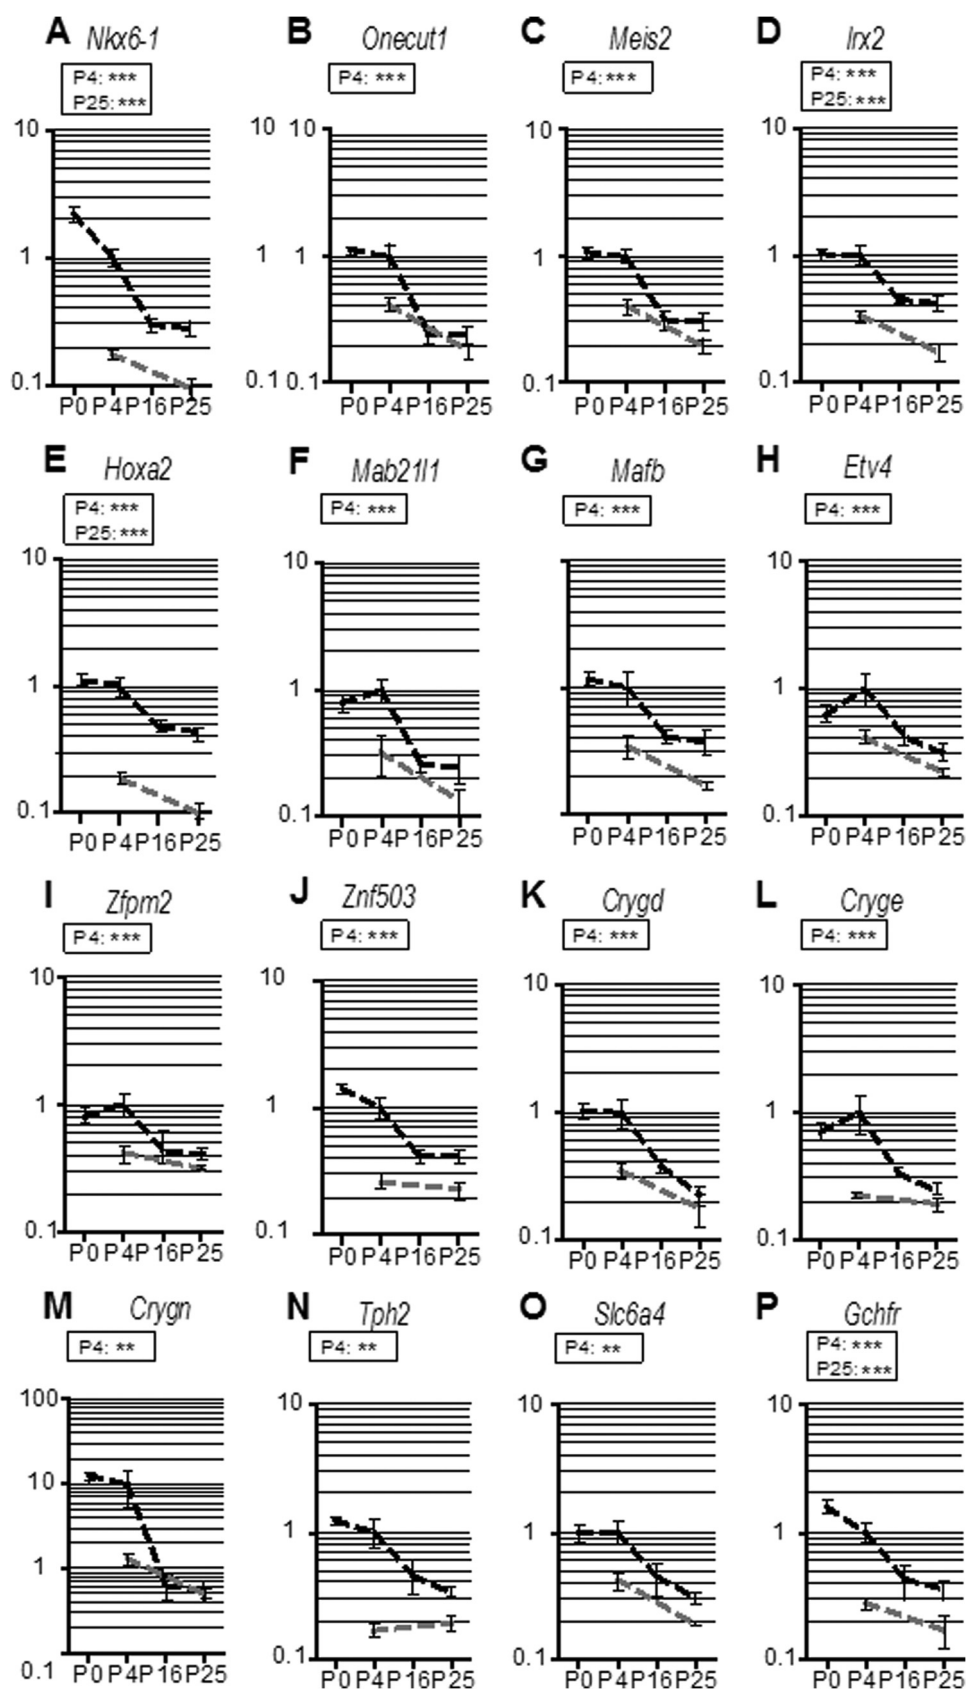 A Nkx6-1
B Onecut1
C Meis2
D Irx2
P4: ***
P25: ***
P4: ***
P4: ***
P4: ***
P25: ***
10
10 10
10
10
1
1 1
1
1
0.1
0.1 0.1
0.1
0.1
P0 P4 P16 P25
P0 P4 P16 P25
P0 P4 P16 P25
P0 P4 P16 P25
E Hoxa2
F Mab21l1
G Mafb
H Etv4
P4: ***
P25: ***
P4: ***
P4: ***
P4: ***
10
10
10
1
1
1
0.1
0.1
0.1
P0 P4 P16 P25
P0 P4 P16 P25
P0 P4 P16 P25
P0 P4 P16 P25
I Zfpm2
J Znf503
K Crygd
L Cryge
P4: ***
P4: ***
P4: ***
P4: ***
10
10
10
10
1
1
1
1
0.1
0.1
0.1
0.1
P0 P4 P16 P25
P0 P4 P16 P25
P0 P4 P16 P25
P0 P4 P16 P25
M Crygn
N Tph2
O Slc6a4
P Gchfr
P4: **
P4: **
P4: **
P4: ***
P25: ***
100
10
10
10
10
1
1
1
1
0.1
0.1
0.1
0.1
P0 P4 P16 P25
P0 P4 P16 P25
P0 P4 P16 P25
P0 P4 P16 P25